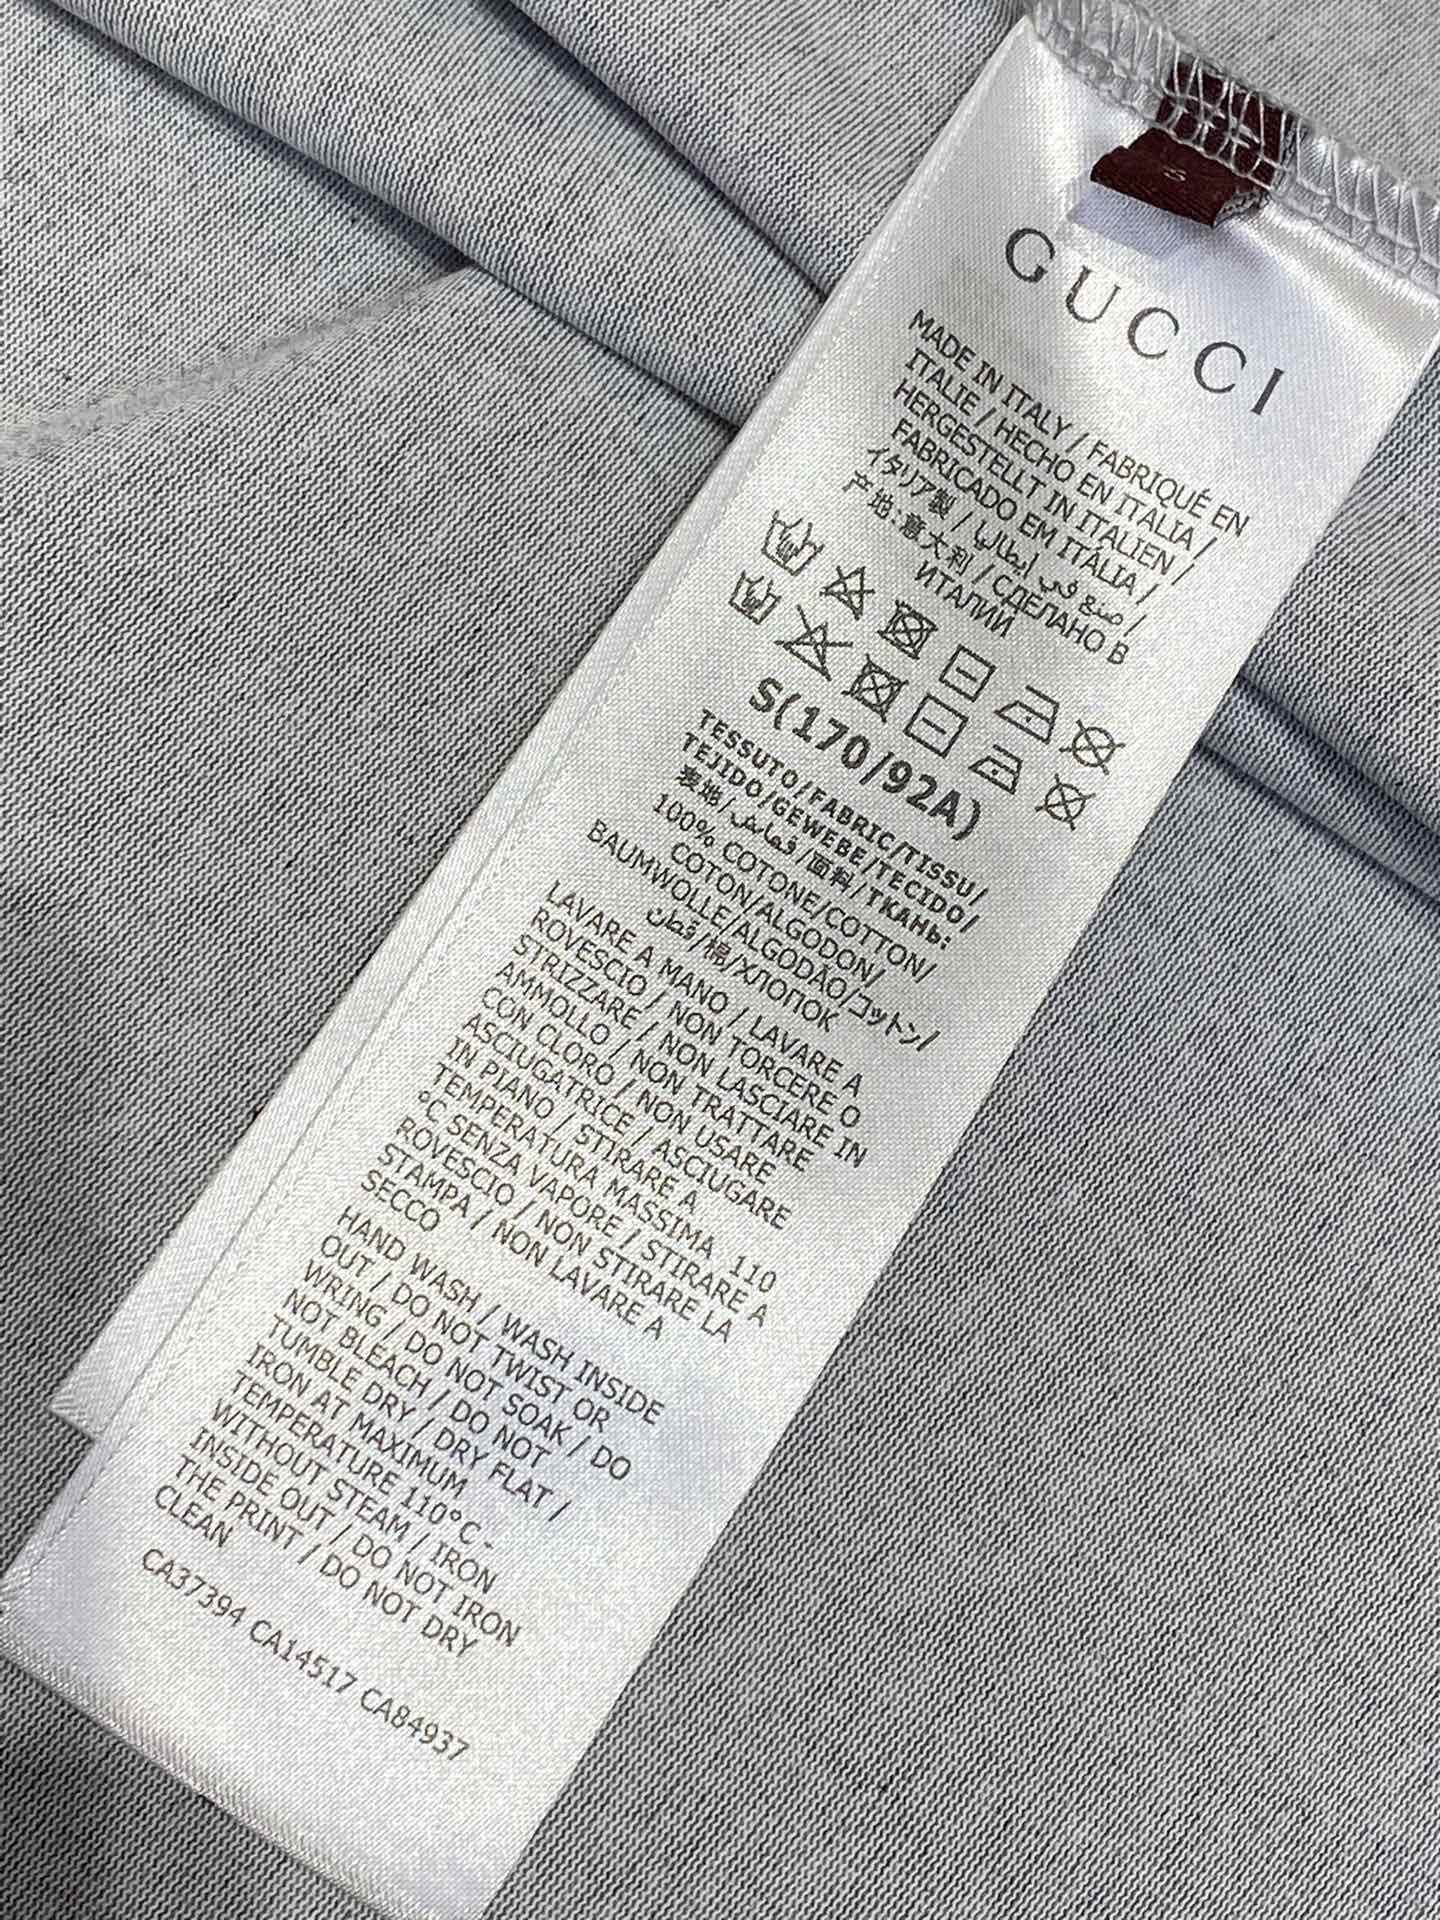 S
GUCCI
MADE IN ITALY / FABRIQUÉ EN
ITALIE / HECHO EN ITALIA /
HERGESTELLT IN ITALIEN /
FABRICADO EM ITÁLIA /
イタリア製 / صنع في إيطاليا /
产地:意大利 / СДЕЛАНО В
ИТАЛИИ
S(170/92A)
TESSUTO/FABRIC/TISSU/
TEJIDO/GEWEBE/TECIDO/
表地/قماش/面料/ТКАНЬ:
100% COTONE/COTTON/
COTON/ALGODON/
BAUMWOLLE/ALGODÃO/コットン/
قطن/棉/ХЛОПОК
LAVARE A MANO / LAVARE A
ROVESCIO / NON TORCERE O
STRIZZARE / NON LASCIARE IN
AMMOLLO / NON TRATTARE
CON CLORO / NON USARE
ASCIUGATRICE / ASCIUGARE
IN PIANO / STIRARE A
TEMPERATURA MASSIMA 110
°C SENZA VAPORE / STIRARE A
ROVESCIO / NON STIRARE LA
STAMPA / NON LAVARE A
SECCO
HAND WASH / WASH INSIDE
OUT / DO NOT TWIST OR
WRING / DO NOT SOAK / DO
NOT BLEACH / DO NOT
TUMBLE DRY / DRY FLAT /
IRON AT MAXIMUM
TEMPERATURE 110°C -
WITHOUT STEAM / IRON
INSIDE OUT / DO NOT IRON
THE PRINT / DO NOT DRY
CLEAN
CA37394 CA14517 CA84937